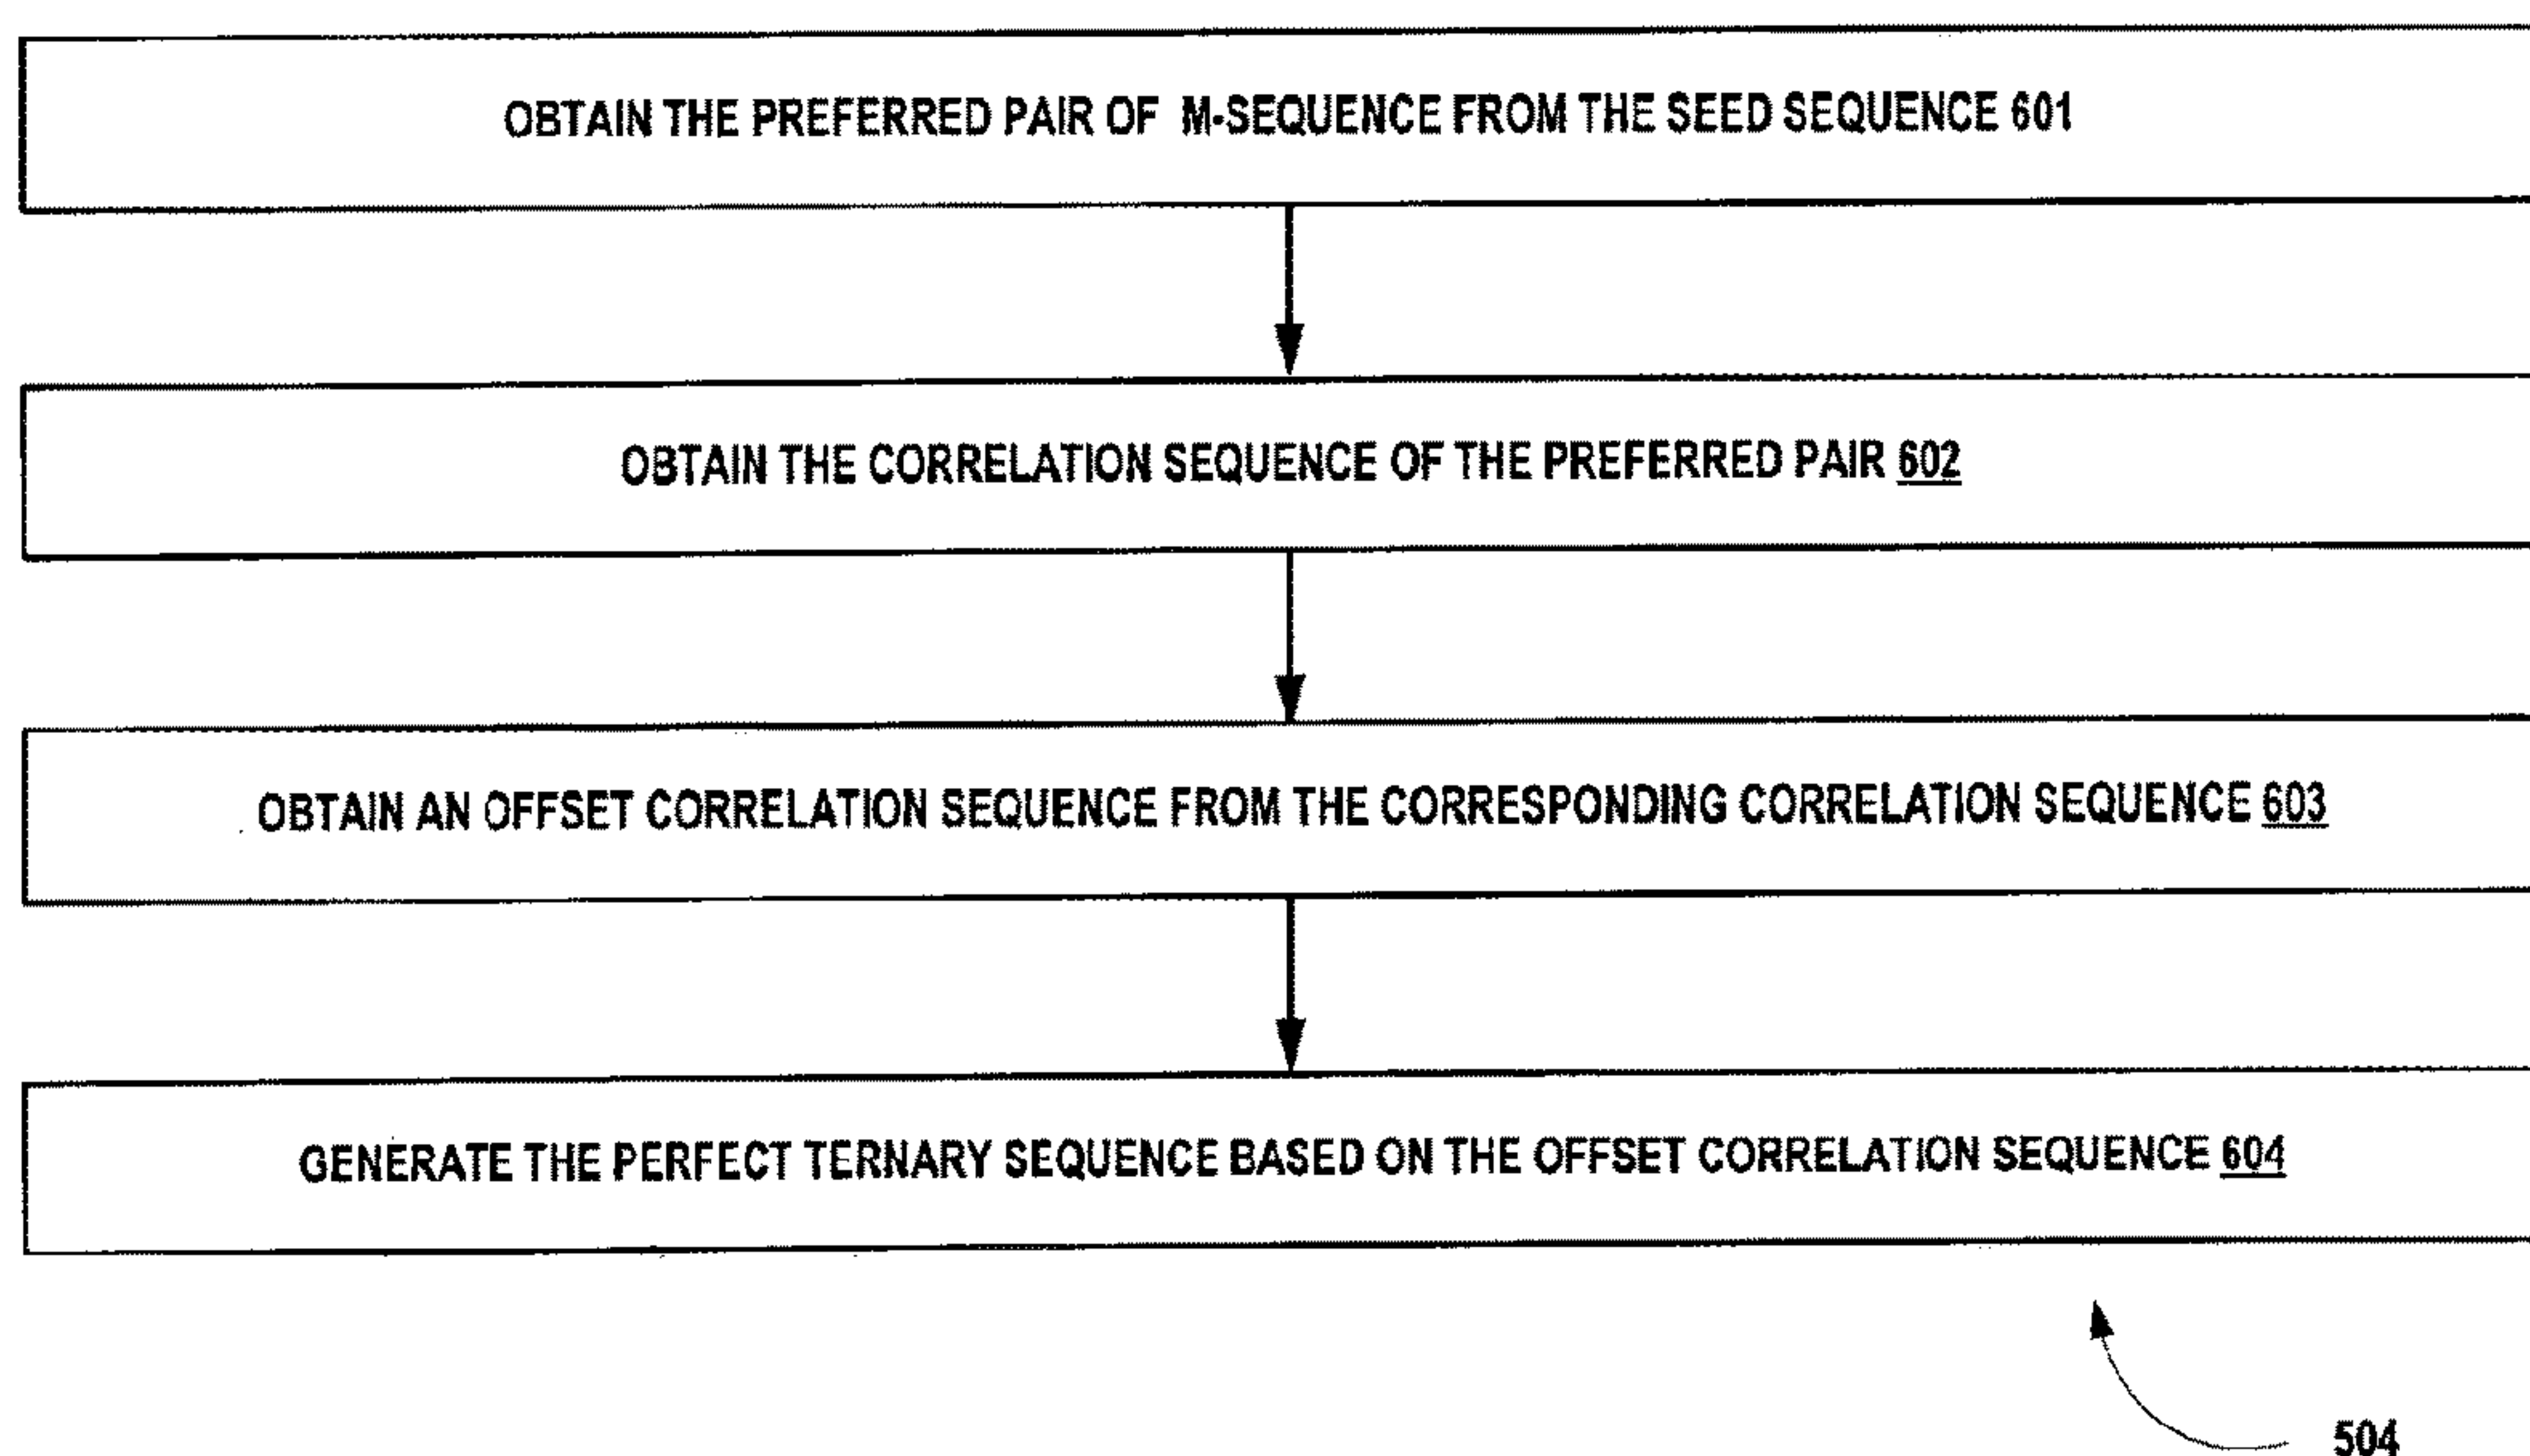 OBTAIN THE PREFERRED PAIR OF M-SEQUENCE FROM THE SEED SEQUENCE 601
OBTAIN THE CORRELATION SEQUENCE OF THE PREFERRED PAIR 602
OBTAIN AN OFFSET CORRELATION SEQUENCE FROM THE CORRESPONDING CORRELATION SEQUENCE 603
GENERATE THE PERFECT TERNARY SEQUENCE BASED ON THE OFFSET CORRELATION SEQUENCE 604
504